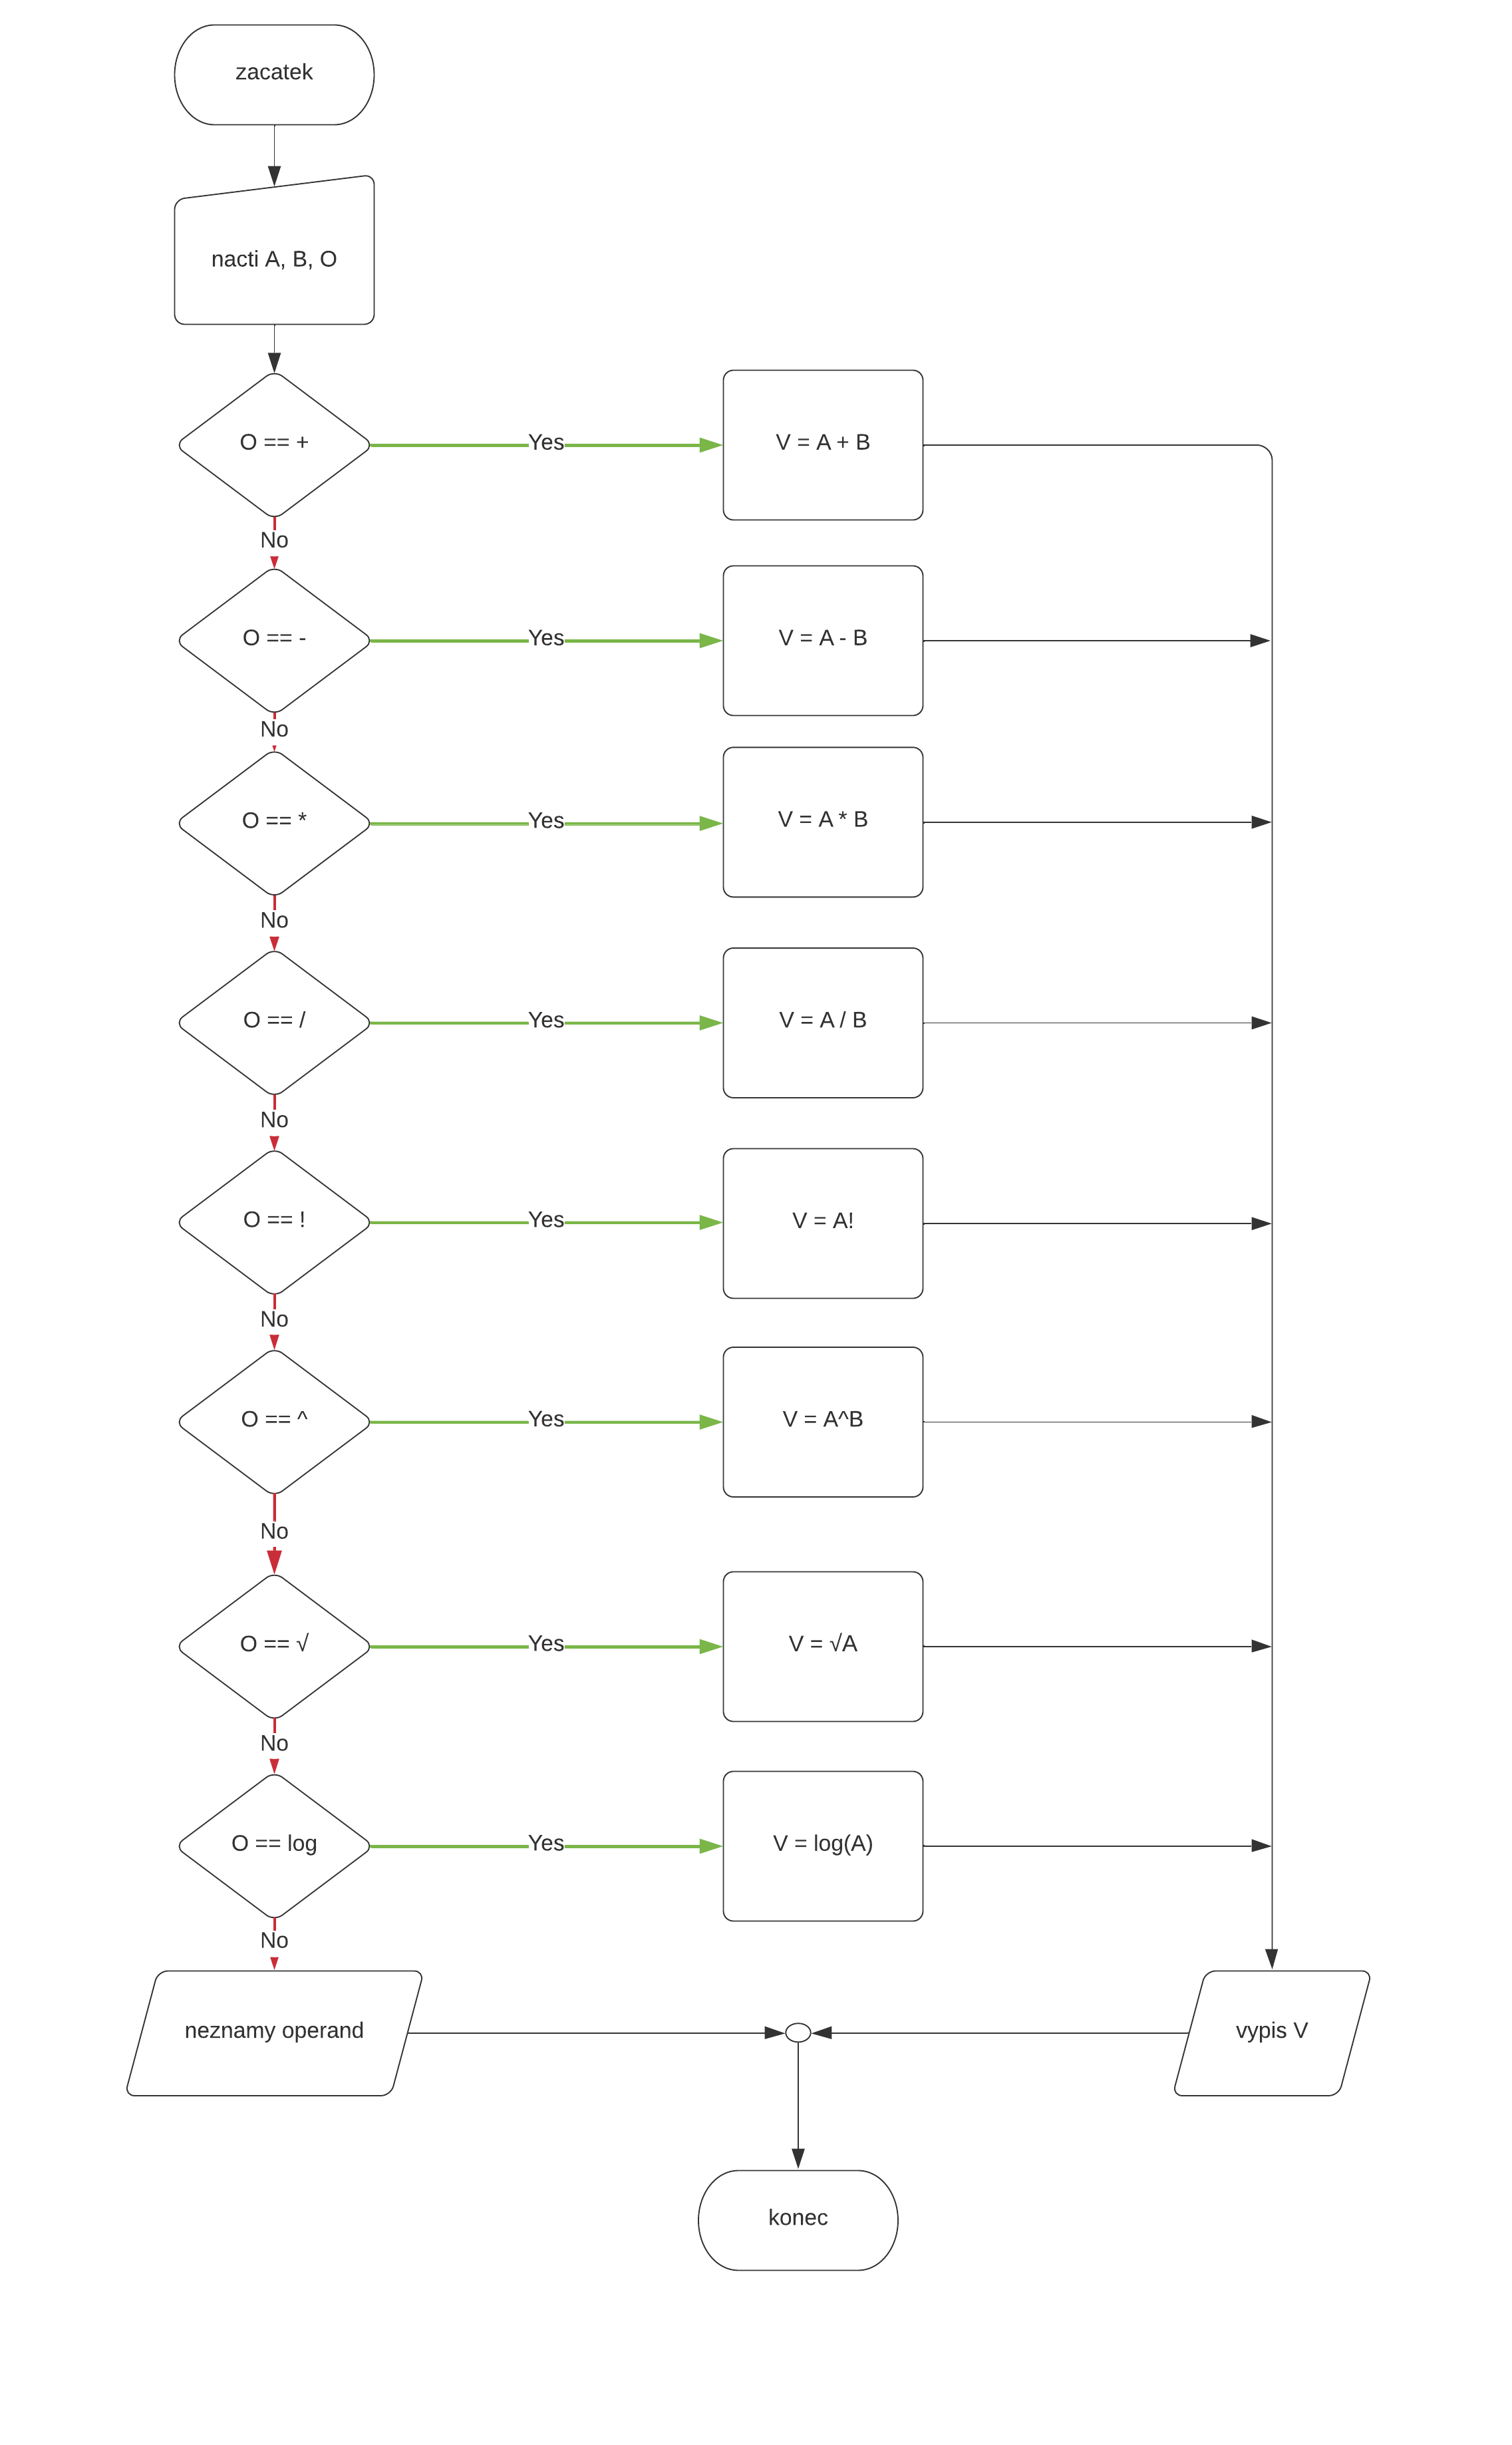 zacatek
nacti A, B, O
O == +
Yes
V = A + B
No
O == -
Yes
V = A - B
No
O == *
Yes
V = A * B
No
O == /
Yes
V = A / B
No
O == !
Yes
V = A!
No
O == ^
Yes
V = A^B
No
O == √
Yes
V = √A
No
O == log
Yes
V = log(A)
No
neznamy operand
vypis V
konec